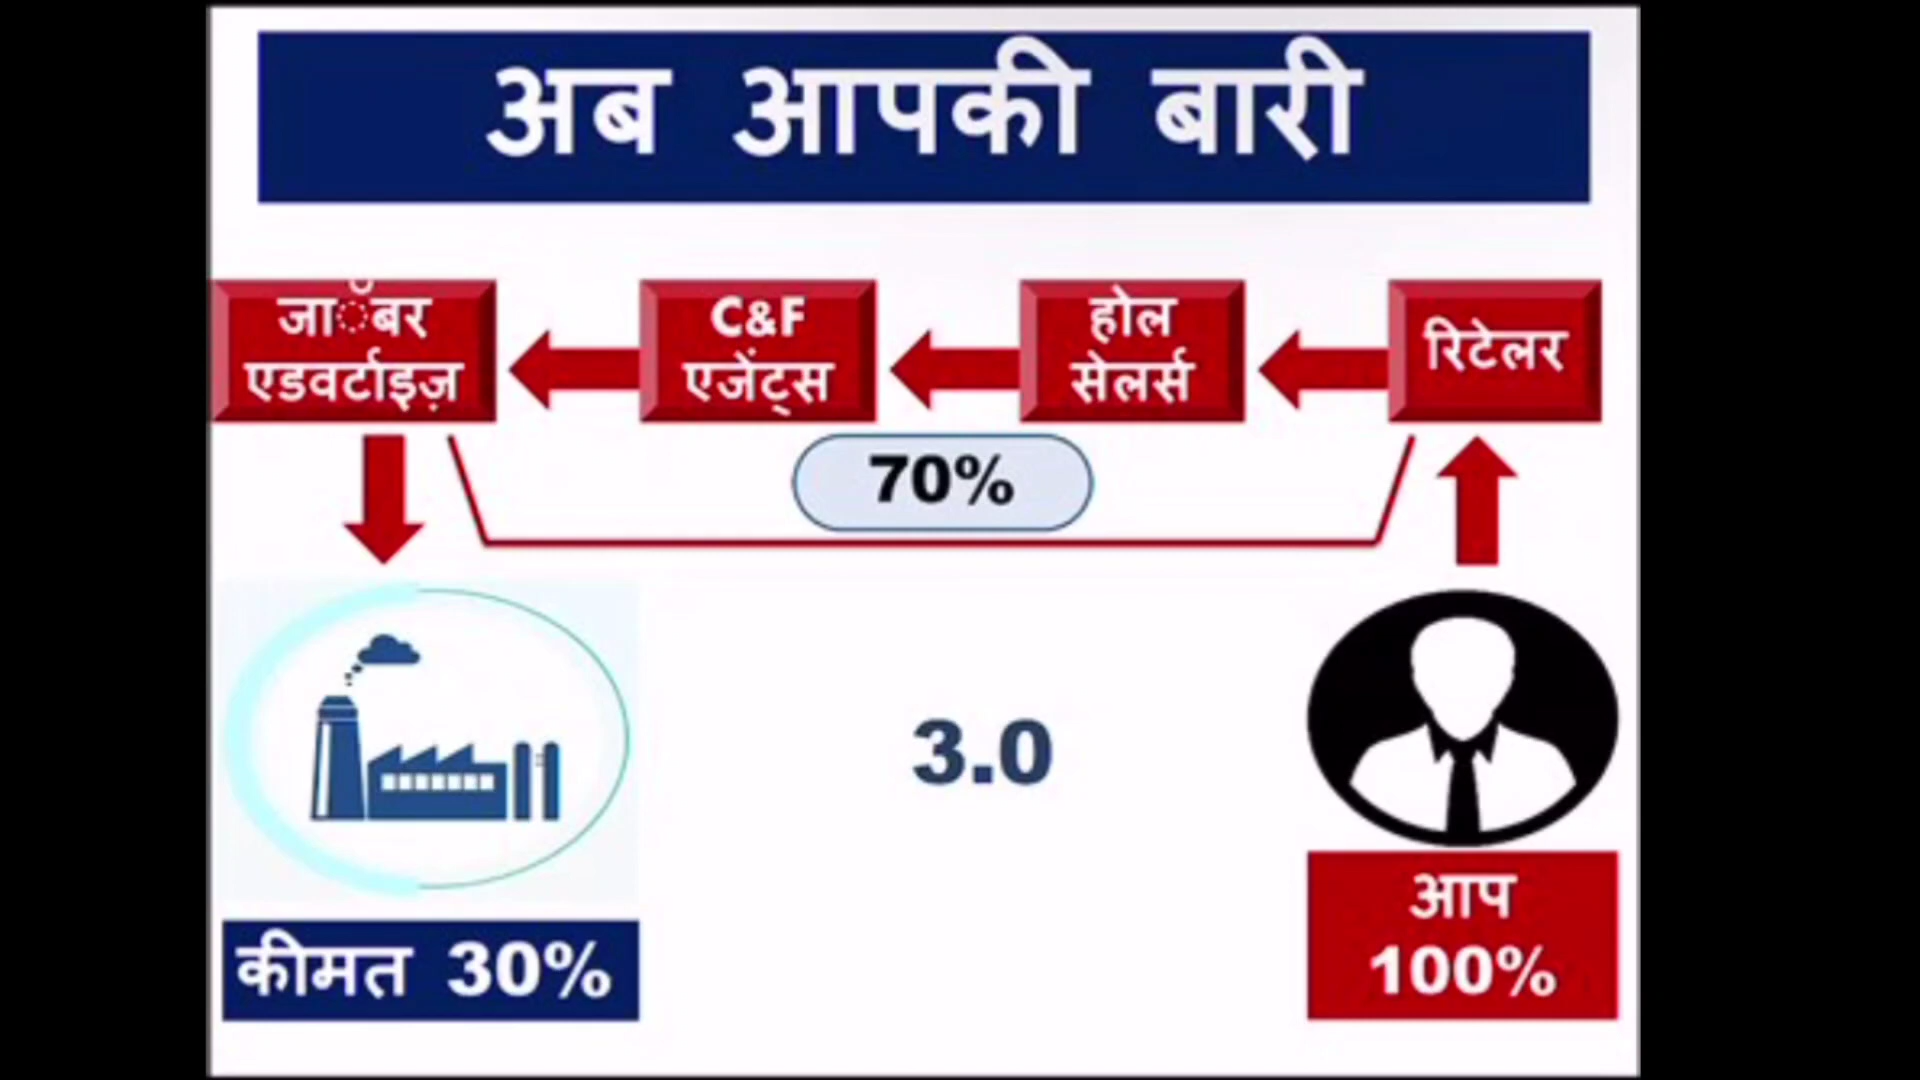 अब आपकी बारी
जाॅंबर
एडवर्टाइज़
C&F
एजेंट्स
होल
सेलर्स
रिटेलर
70%
3.0
कीमत 30%
आप
100%